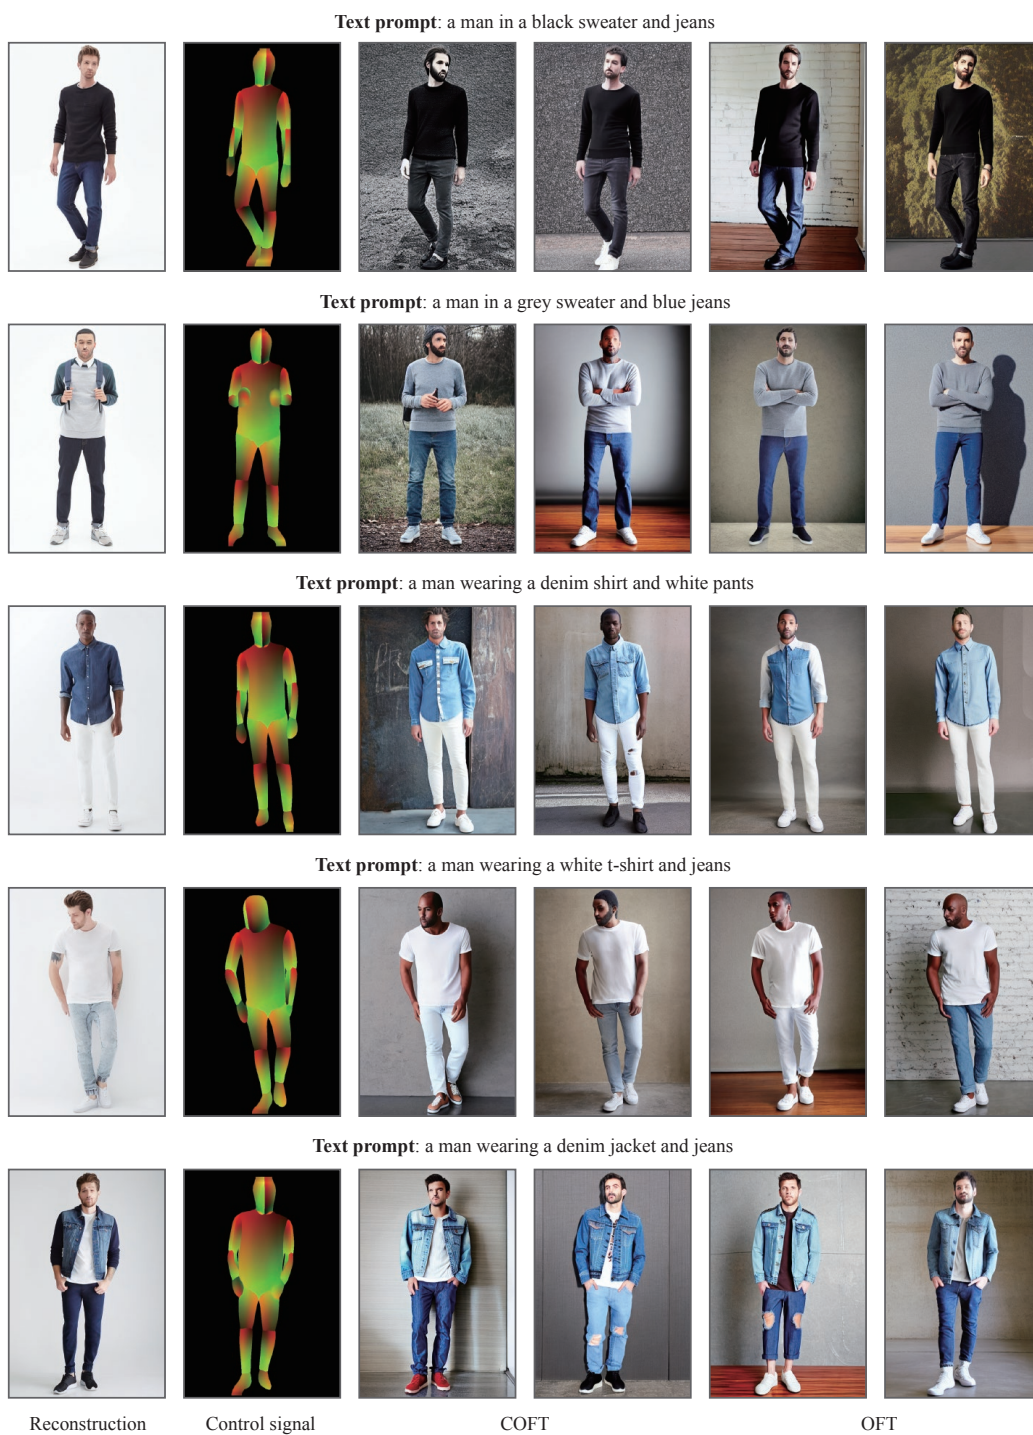 Text prompt: a man in a black sweater and jeans
Text prompt: a man in a grey sweater and blue jeans
Text prompt: a man wearing a denim shirt and white pants
Text prompt: a man wearing a white t-shirt and jeans
Text prompt: a man wearing a denim jacket and jeans
Reconstruction Control signal COFT OFT